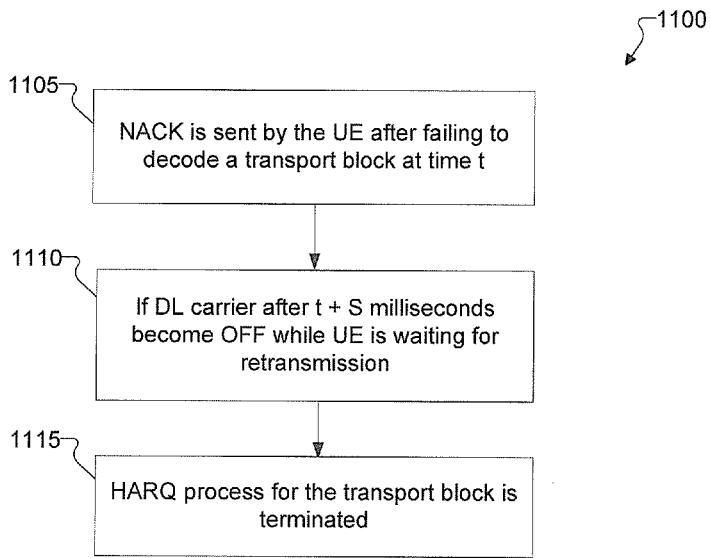 1100
1105
NACK is sent by the UE after failing to
decode a transport block at time t
1110
If DL carrier after t + S milliseconds
become OFF while UE is waiting for
retransmission
1115
HARQ process for the transport block is
terminated